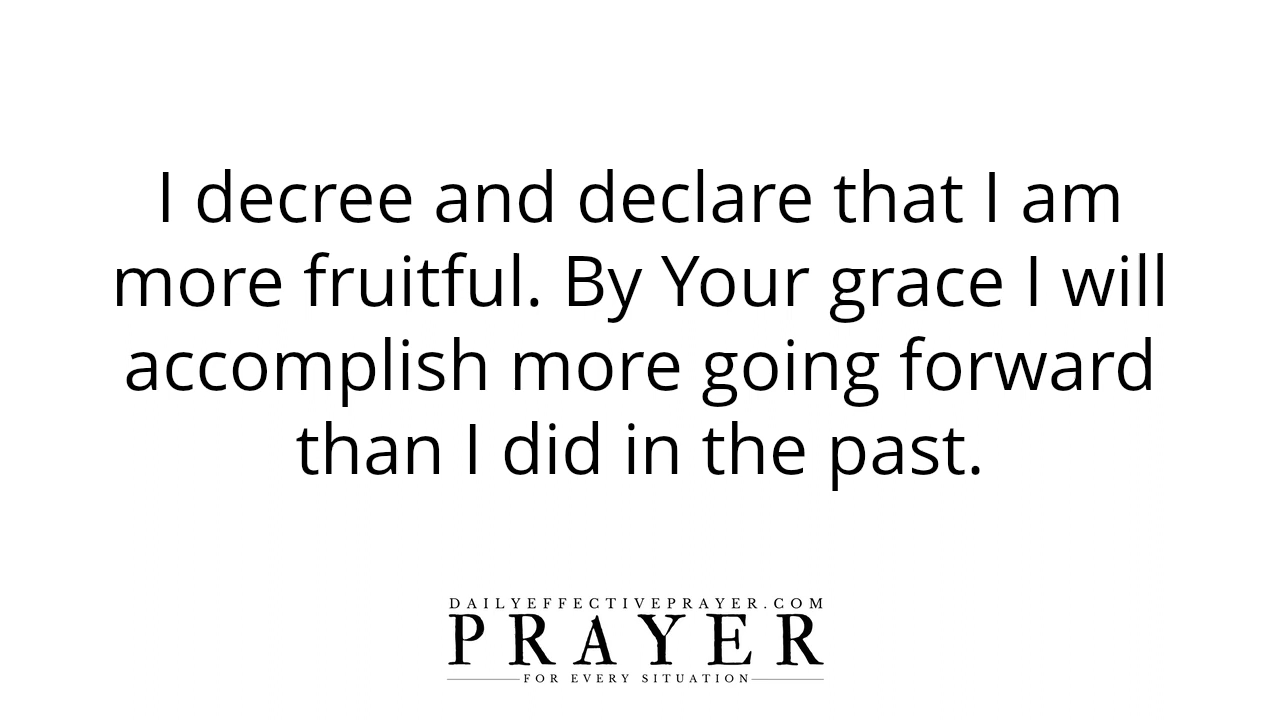 I decree and declare that I am
more fruitful. By Your grace I will
accomplish more going forward
than I did in the past.
DAILYEFFECTIVEPRAYER.COM
PRAYER
FOR EVERY SITUATION